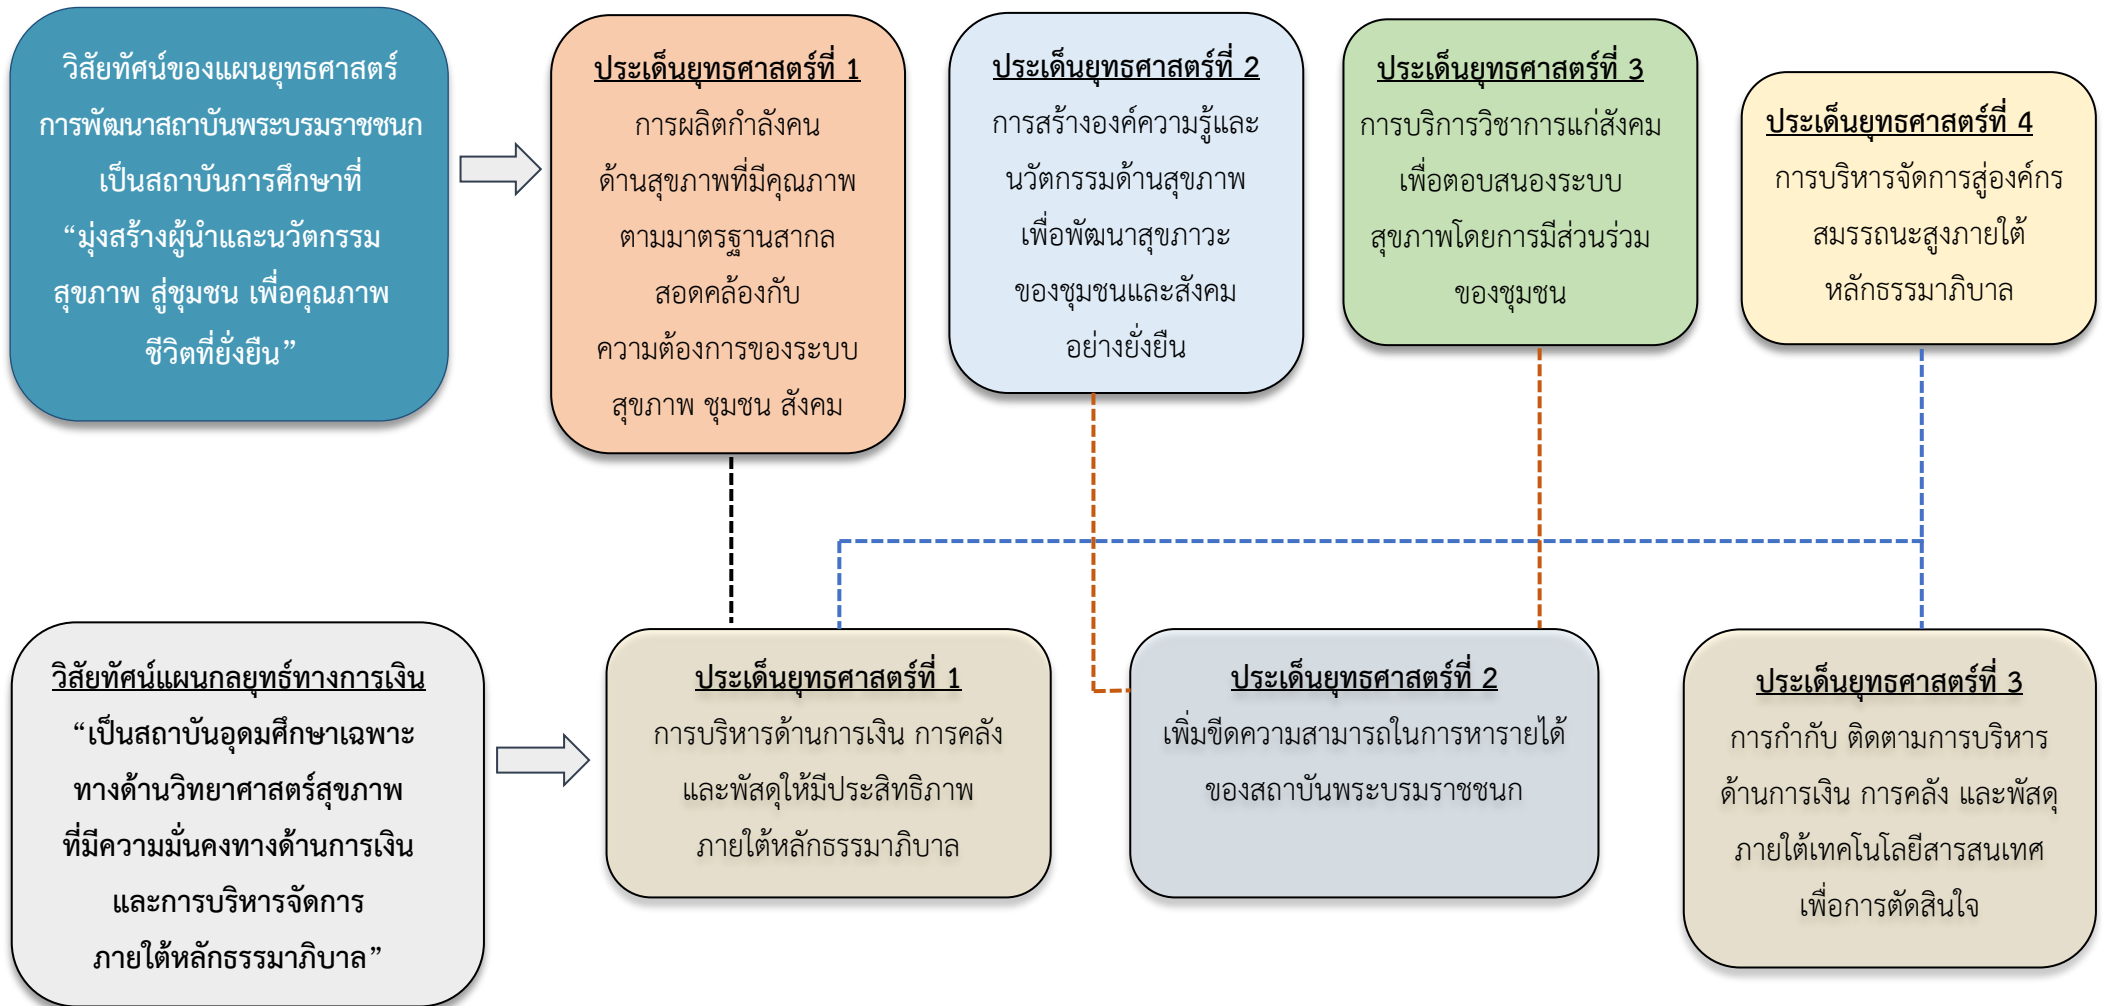 วิสัยทัศน์ของแผนยุทธศาสตร์
การพัฒนาสถาบันพระบรมราชชนก
เป็นสถาบันการศึกษาที่
“มุ่งสร้างผู้นำและนวัตกรรม
สุขภาพ สู่ชุมชน เพื่อคุณภาพ
ชีวิตที่ยั่งยืน”
ประเด็นยุทธศาสตร์ที่ 1
การผลิตกำลังคน
ด้านสุขภาพที่มีคุณภาพ
ตามมาตรฐานสากล
สอดคล้องกับ
ความต้องการของระบบ
สุขภาพ ชุมชน สังคม
ประเด็นยุทธศาสตร์ที่ 2
การสร้างองค์ความรู้และ
นวัตกรรมด้านสุขภาพ
เพื่อพัฒนาสุขภาวะ
ของชุมชนและสังคม
อย่างยั่งยืน
ประเด็นยุทธศาสตร์ที่ 3
การบริการวิชาการแก่สังคม
เพื่อตอบสนองระบบ
สุขภาพโดยการมีส่วนร่วม
ของชุมชน
ประเด็นยุทธศาสตร์ที่ 4
การบริหารจัดการสู่องค์กร
สมรรถนะสูงภายใต้
หลักธรรมาภิบาล
วิสัยทัศน์แผนกลยุทธ์ทางการเงิน
“เป็นสถาบันอุดมศึกษาเฉพาะ
ทางด้านวิทยาศาสตร์สุขภาพ
ที่มีความมั่นคงทางด้านการเงิน
และการบริหารจัดการ
ภายใต้หลักธรรมาภิบาล”
ประเด็นยุทธศาสตร์ที่ 1
การบริหารด้านการเงิน การคลัง
และพัสดุให้มีประสิทธิภาพ
ภายใต้หลักธรรมาภิบาล
ประเด็นยุทธศาสตร์ที่ 2
เพิ่มขีดความสามารถในการหารายได้
ของสถาบันพระบรมราชชนก
ประเด็นยุทธศาสตร์ที่ 3
การกำกับ ติดตามการบริหาร
ด้านการเงิน การคลัง และพัสดุ
ภายใต้เทคโนโลยีสารสนเทศ
เพื่อการตัดสินใจ